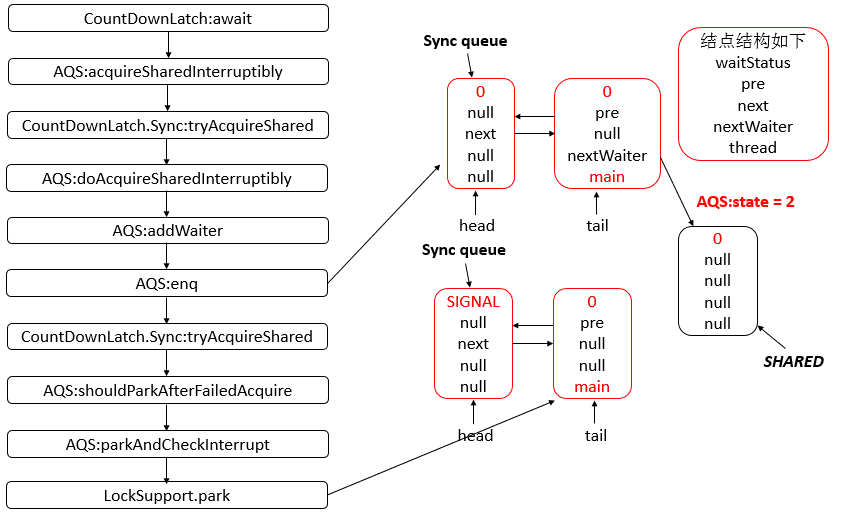 CountDownLatch:await
AQS:acquireSharedInterruptibly
CountDownLatch.Sync:tryAcquireShared
AQS:doAcquireSharedInterruptibly
AQS:addWaiter
AQS:enq
CountDownLatch.Sync:tryAcquireShared
AQS:shouldParkAfterFailedAcquire
AQS:parkAndCheckInterrupt
LockSupport.park
Sync queue
0
null
next
null
null
head
0
pre
null
nextWaiter
main
tail
结点结构如下
waitStatus
pre
next
nextWaiter
thread
AQS:state = 2
0
null
null
null
null
SHARED
Sync queue
SIGNAL
null
next
null
null
head
0
pre
null
null
main
tail